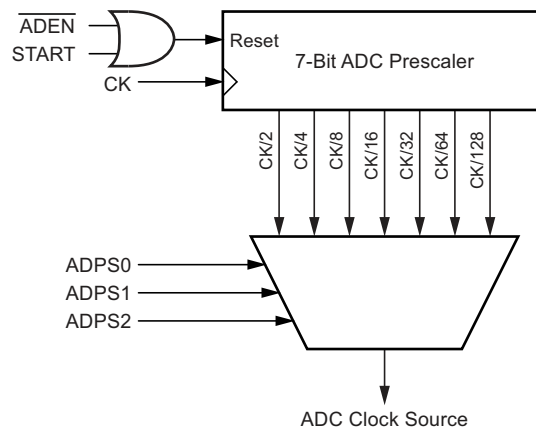 ADEN
START
Reset
CK
7-Bit ADC Prescaler
CK/2
CK/4
CK/8
CK/16
CK/32
CK/64
CK/128
ADPS0
ADPS1
ADPS2
ADC Clock Source